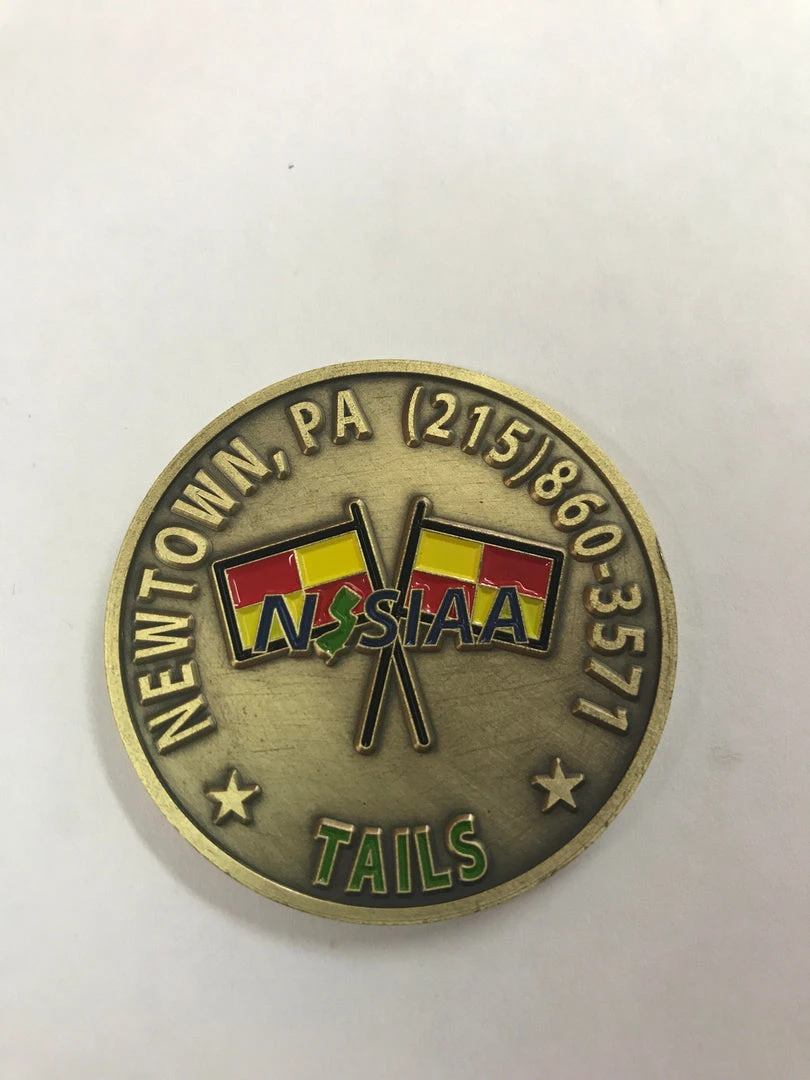 NEWTOWN, PA (215)860-3571
NJSIAA
TAILS